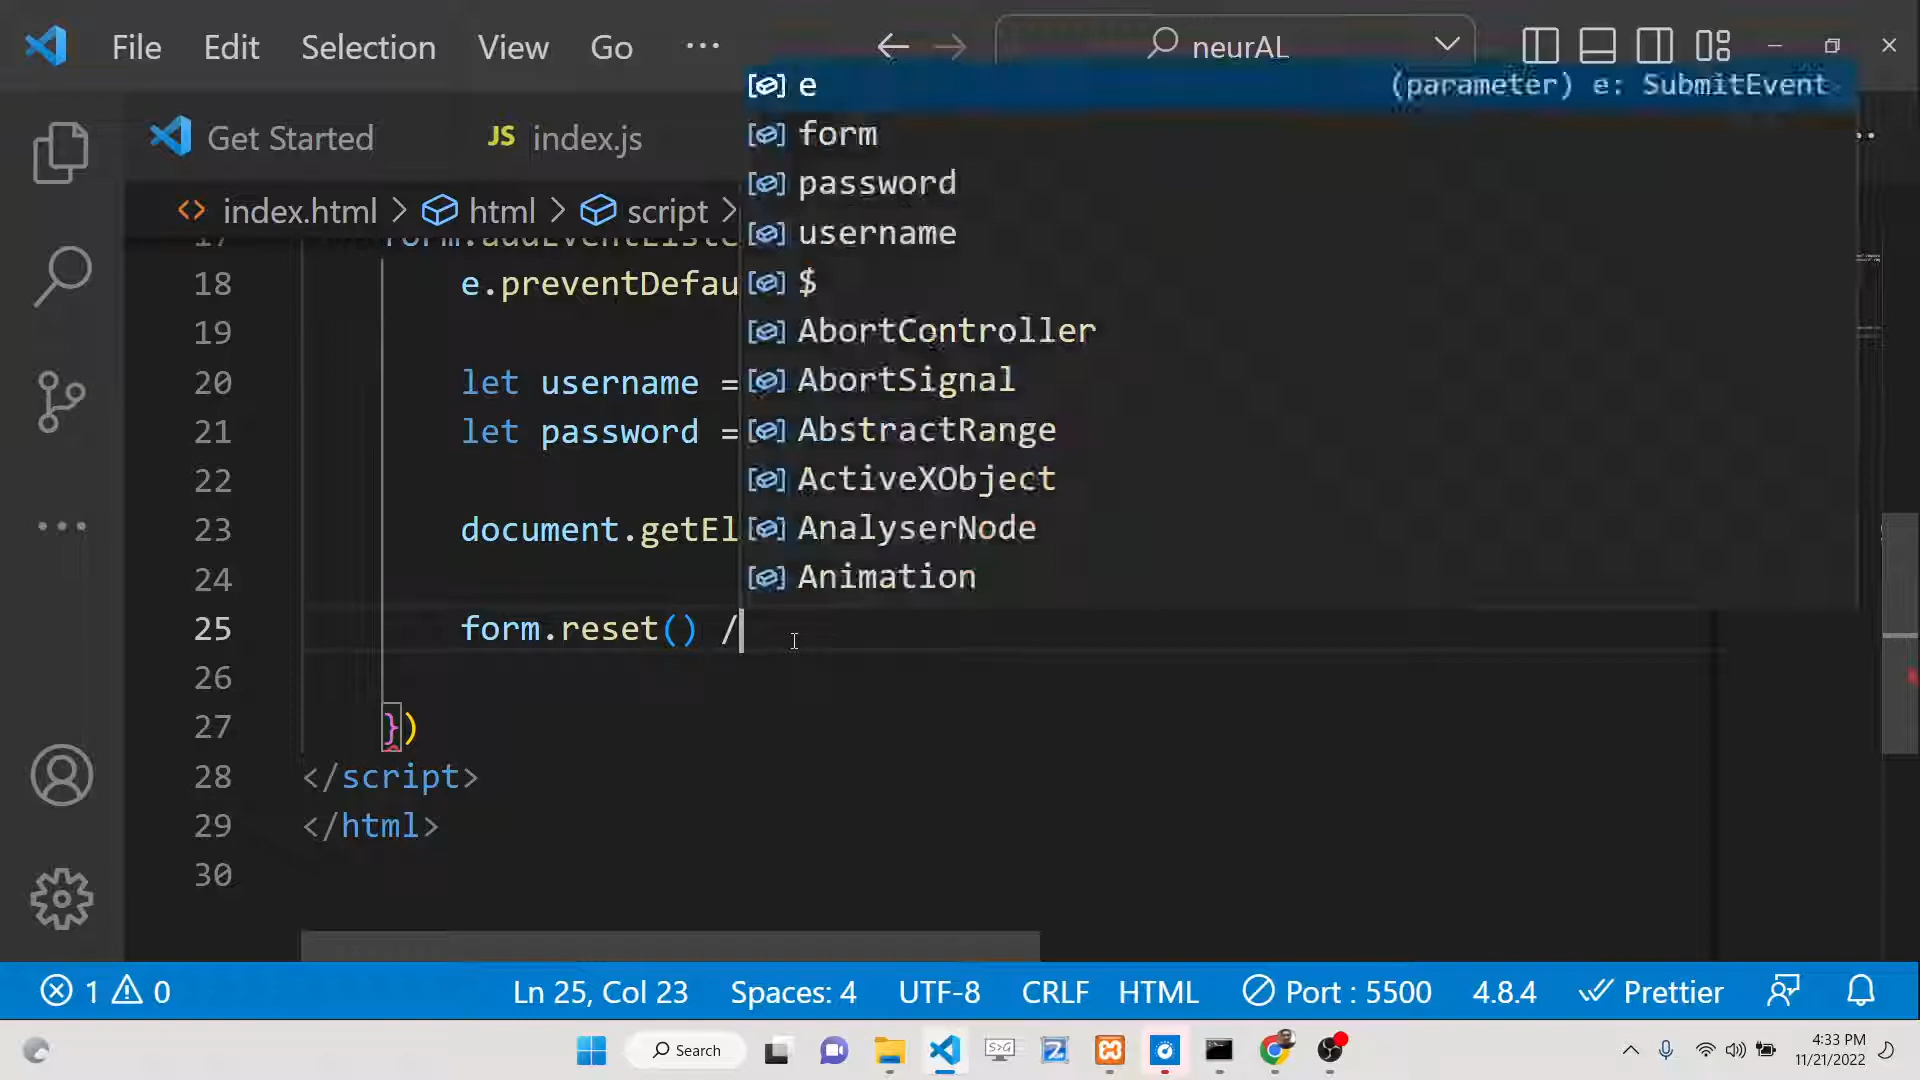 File Edit Selection View Go ··· neurAL
e (parameter) e: SubmitEvent
Get Started JS index.js
form
password
index.html > html > script >
username
17 form.addEventListe
18 e.preventDefau
$
19
AbortController
20 let username =
AbortSignal
21 let password =
AbstractRange
22
ActiveXObject
23 document.getEl
AnalyserNode
24
Animation
25 form.reset() /
26
27 })
28 </script>
29 </html>
30
1 0 Ln 25, Col 23 Spaces: 4 UTF-8 CRLF HTML Port : 5500 4.8.4 Prettier
Search
4:33 PM
11/21/2022